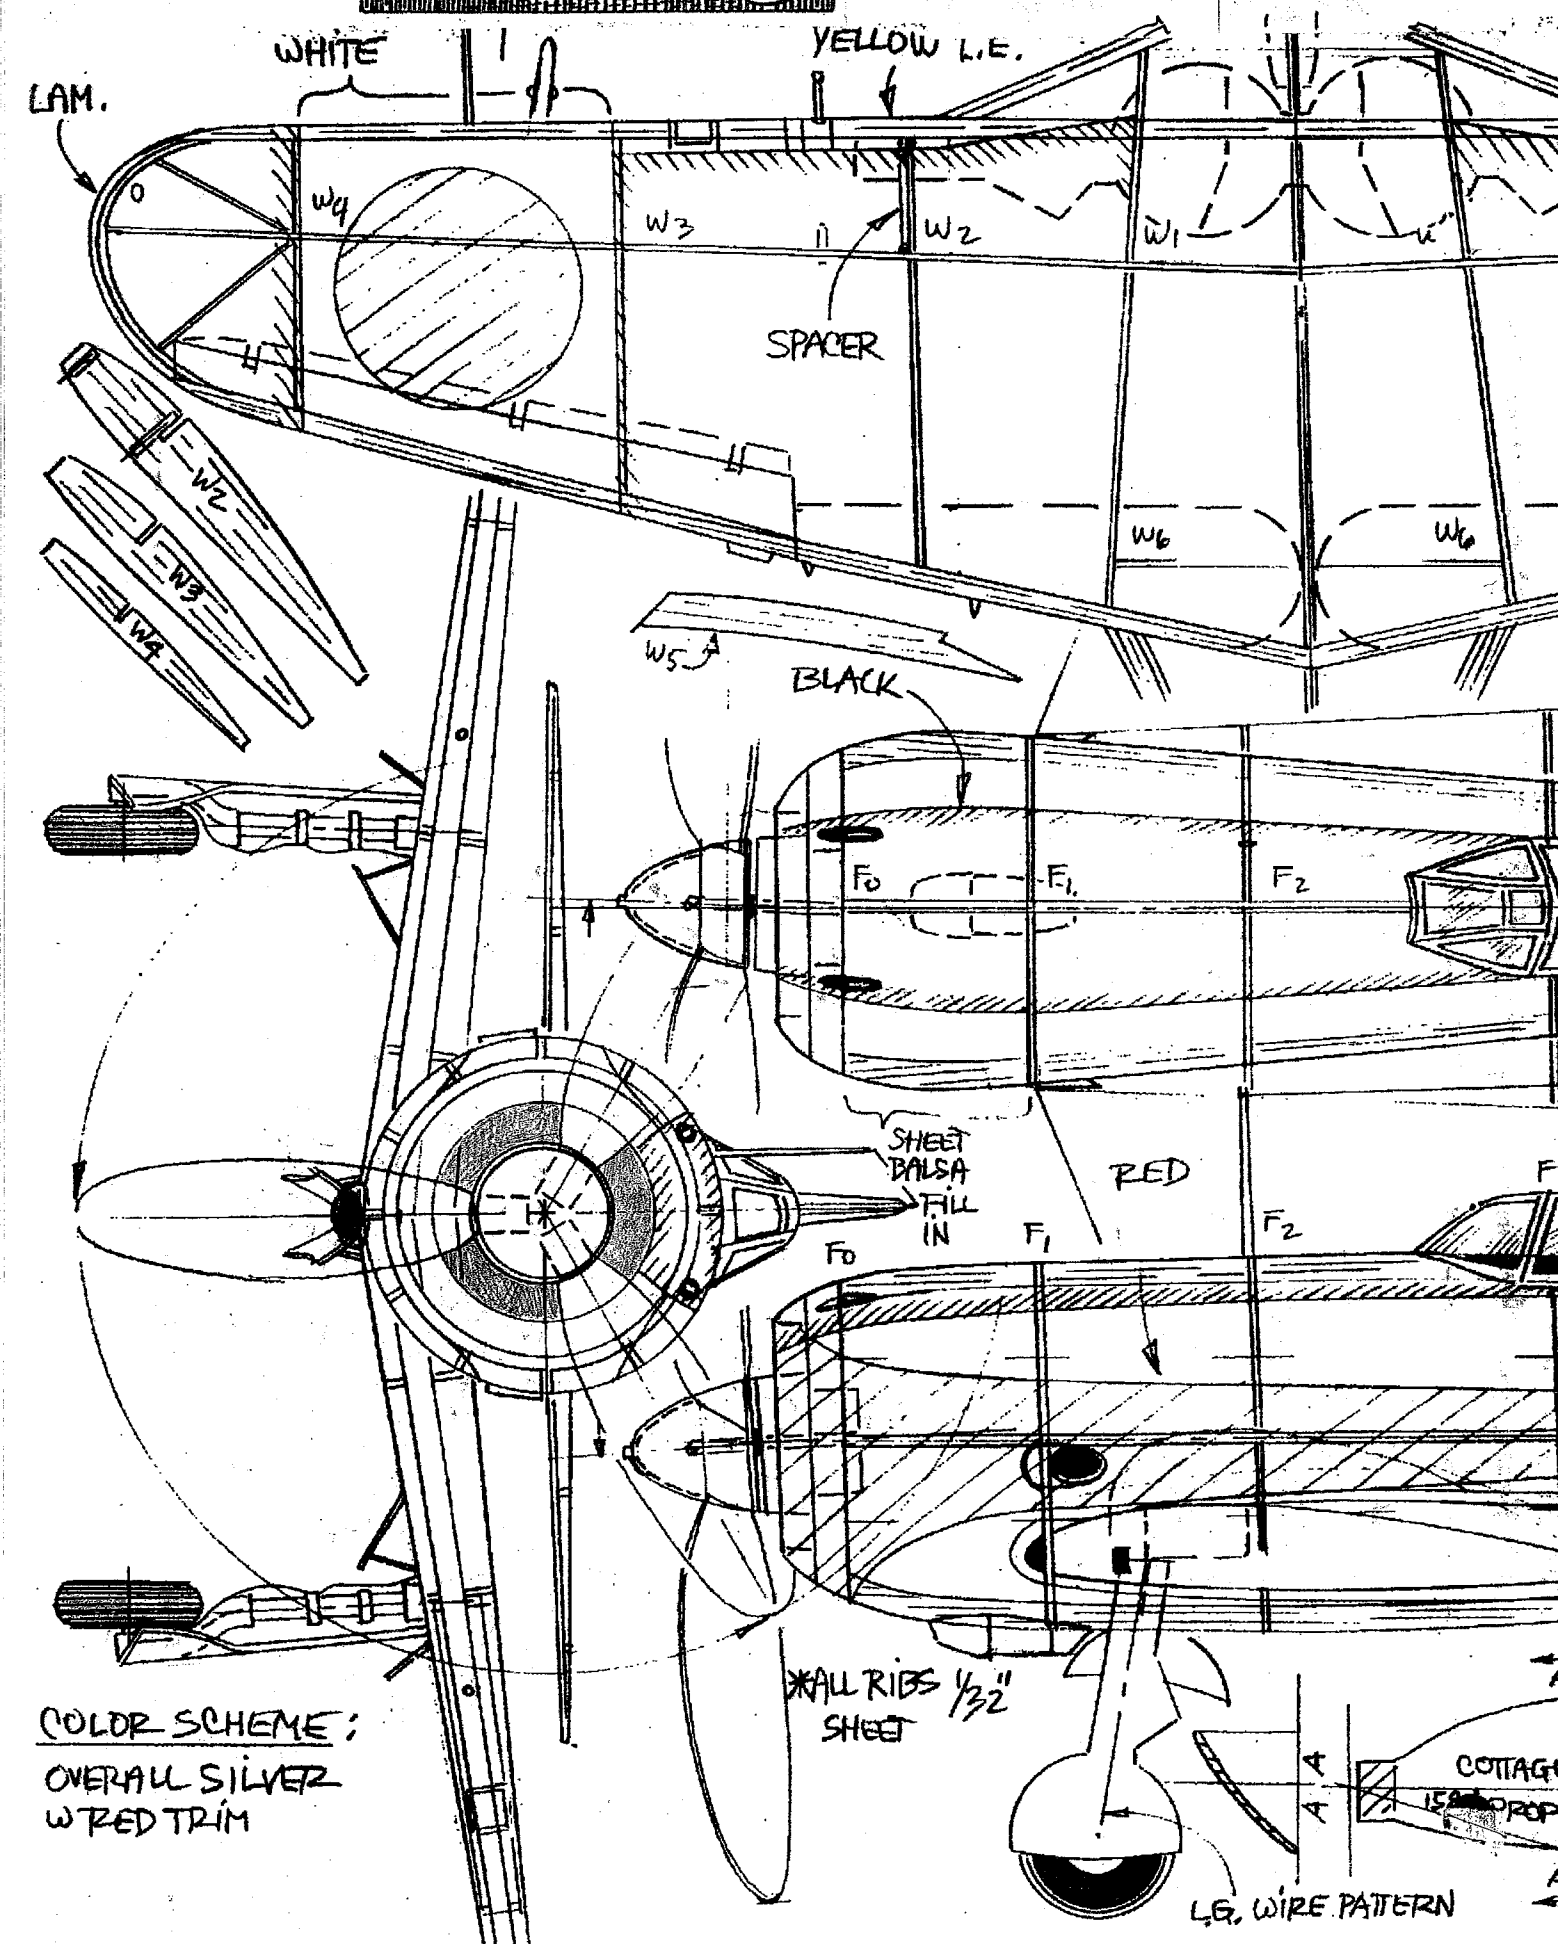 WHITE
YELLOW L.E.
LAM.
W4
W3
W2
W1
SPACER
W2
W3
W4
W6
W6
W5
BLACK
F0
F1
F2
SHEET
BALSA
FILL
IN
RED
F
F0
F1
F2
*ALL RIBS 1/32"
SHEET
COLOR SCHEME:
OVERALL SILVER
W RED TRIM
A A
A A
COTTAG
L.G. WIRE PATTERN